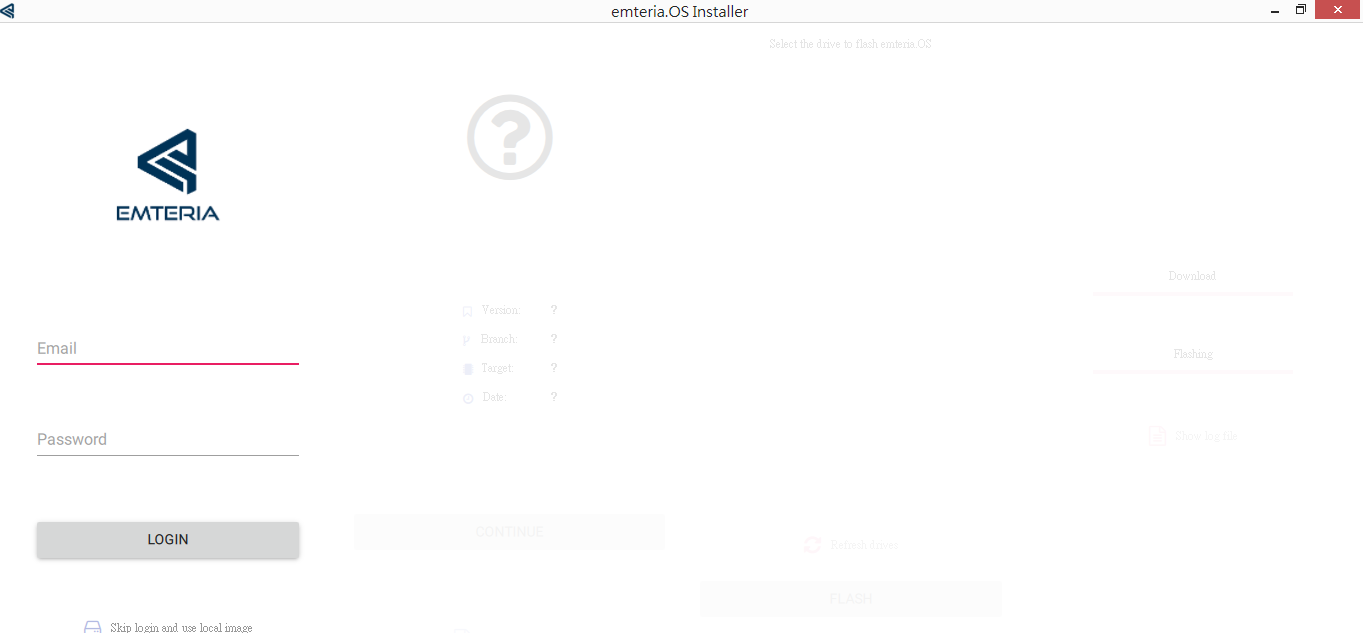 emteria.OS Installer
Select the drive to flash emteria.OS
EMTERIA
Email
Password
LOGIN
Skip login and use local image
Version: ?
Branch: ?
Target: ?
Date: ?
CONTINUE
Refresh drives
FLASH
Download
Flashing
Show log file